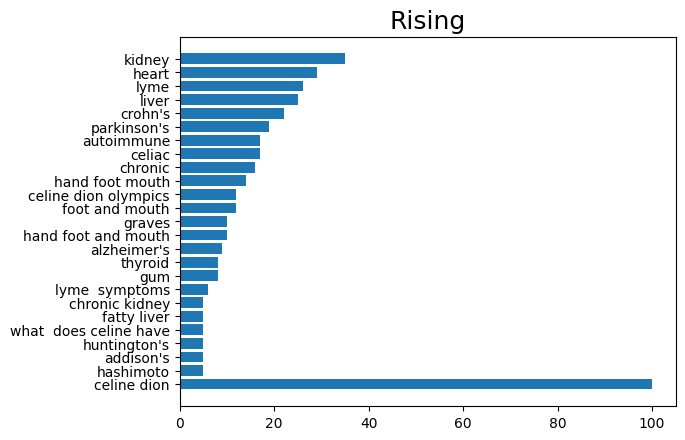 Rising
kidney
heart
lyme
liver
crohn's
parkinson's
autoimmune
celiac
chronic
hand foot mouth
celine dion olympics
foot and mouth
graves
hand foot and mouth
alzheimer's
thyroid
gum
lyme  symptoms
chronic kidney
fatty liver
what  does celine have
huntington's
addison's
hashimoto
celine dion
0 20 40 60 80 100